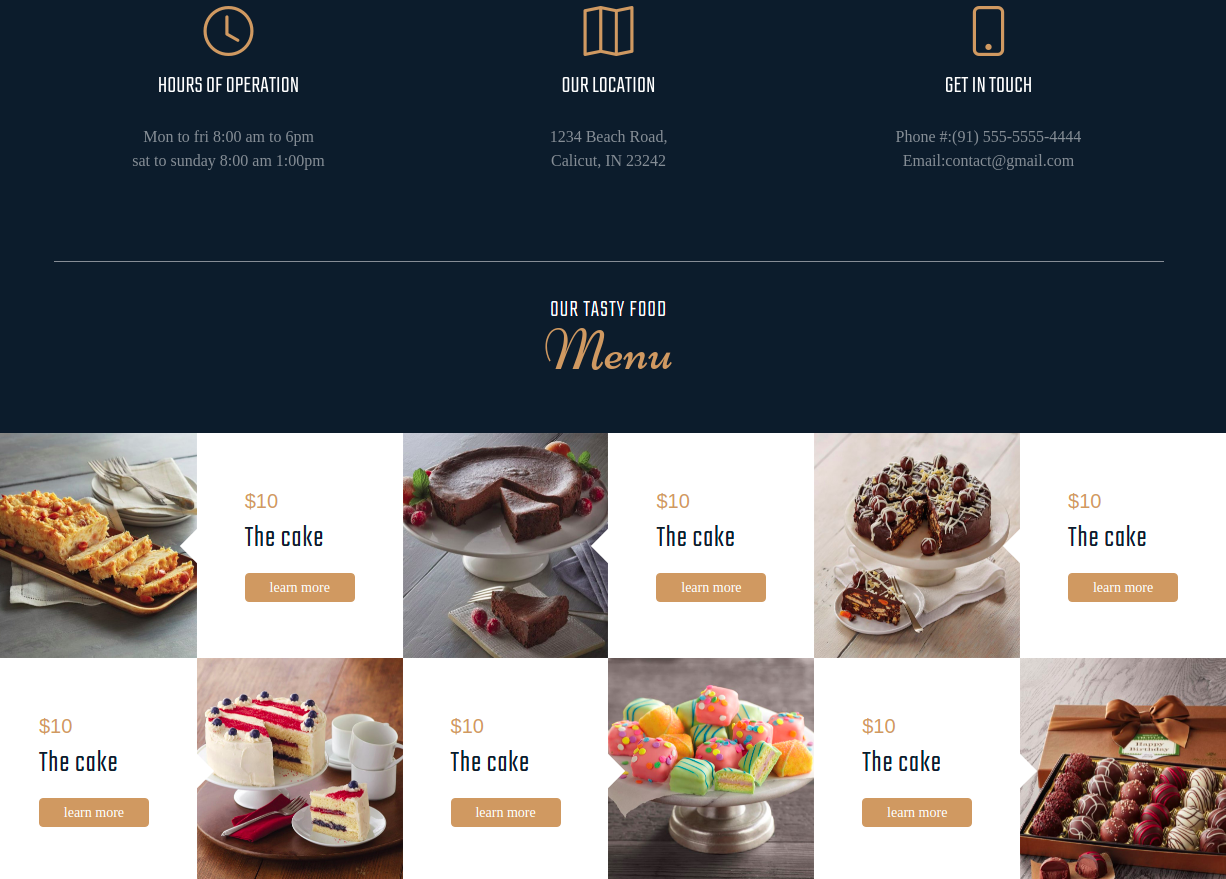 HOURS OF OPERATION
Mon to fri 8:00 am to 6pm
sat to sunday 8:00 am 1:00pm
OUR LOCATION
1234 Beach Road,
Calicut, IN 23242
GET IN TOUCH
Phone #:(91) 555-5555-4444
Email:contact@gmail.com
OUR TASTY FOOD
Menu
$10
The cake
learn more
$10
The cake
learn more
$10
The cake
learn more
$10
The cake
learn more
$10
The cake
learn more
$10
The cake
learn more
Happy
Birthday